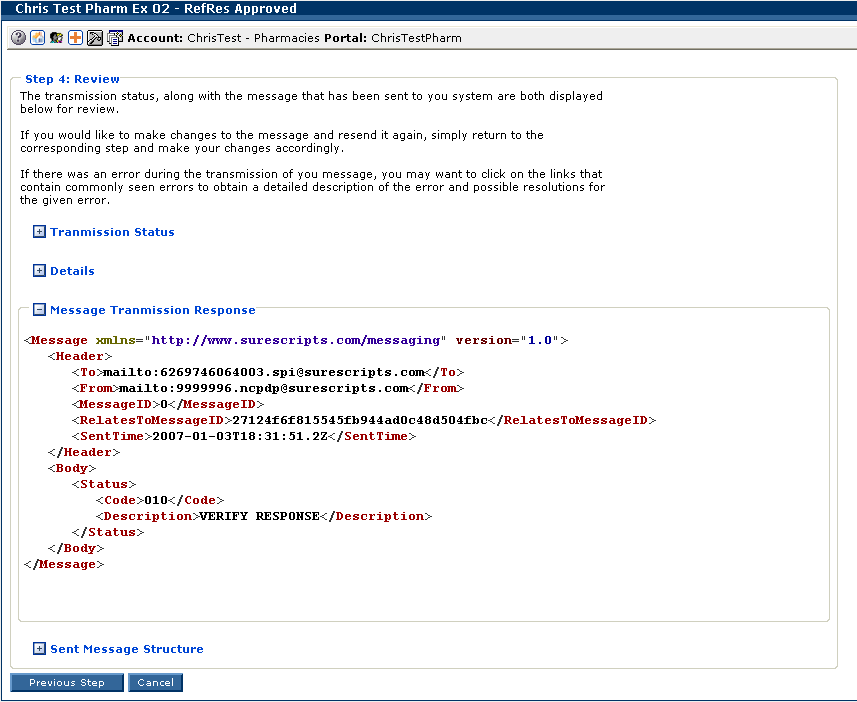 Chris Test Pharm Ex 02 - RefRes Approved
Account: ChrisTest - Pharmacies Portal: ChrisTestPharm
Step 4: Review
The transmission status, along with the message that has been sent to you system are both displayed
below for review.
If you would like to make changes to the message and resend it again, simply return to the
corresponding step and make your changes accordingly.
If there was an error during the transmission of you message, you may want to click on the links that
contain commonly seen errors to obtain a detailed description of the error and possible resolutions for
the given error.
Tranmission Status
Details
Message Tranmission Response
<Message xmlns="http://www.surescripts.com/messaging" version="1.0">
<Header>
<To>mailto:6269746064003.spi@surescripts.com</To>
<From>mailto:9999996.ncpdp@surescripts.com</From>
<MessageID>0</MessageID>
<RelatesToMessageID>27124f6f815545fb944ad0c48d504fbc</RelatesToMessageID>
<SentTime>2007-01-03T18:31:51.2Z</SentTime>
</Header>
<Body>
<Status>
<Code>010</Code>
<Description>VERIFY RESPONSE</Description>
</Status>
</Body>
</Message>
Sent Message Structure
Previous Step Cancel